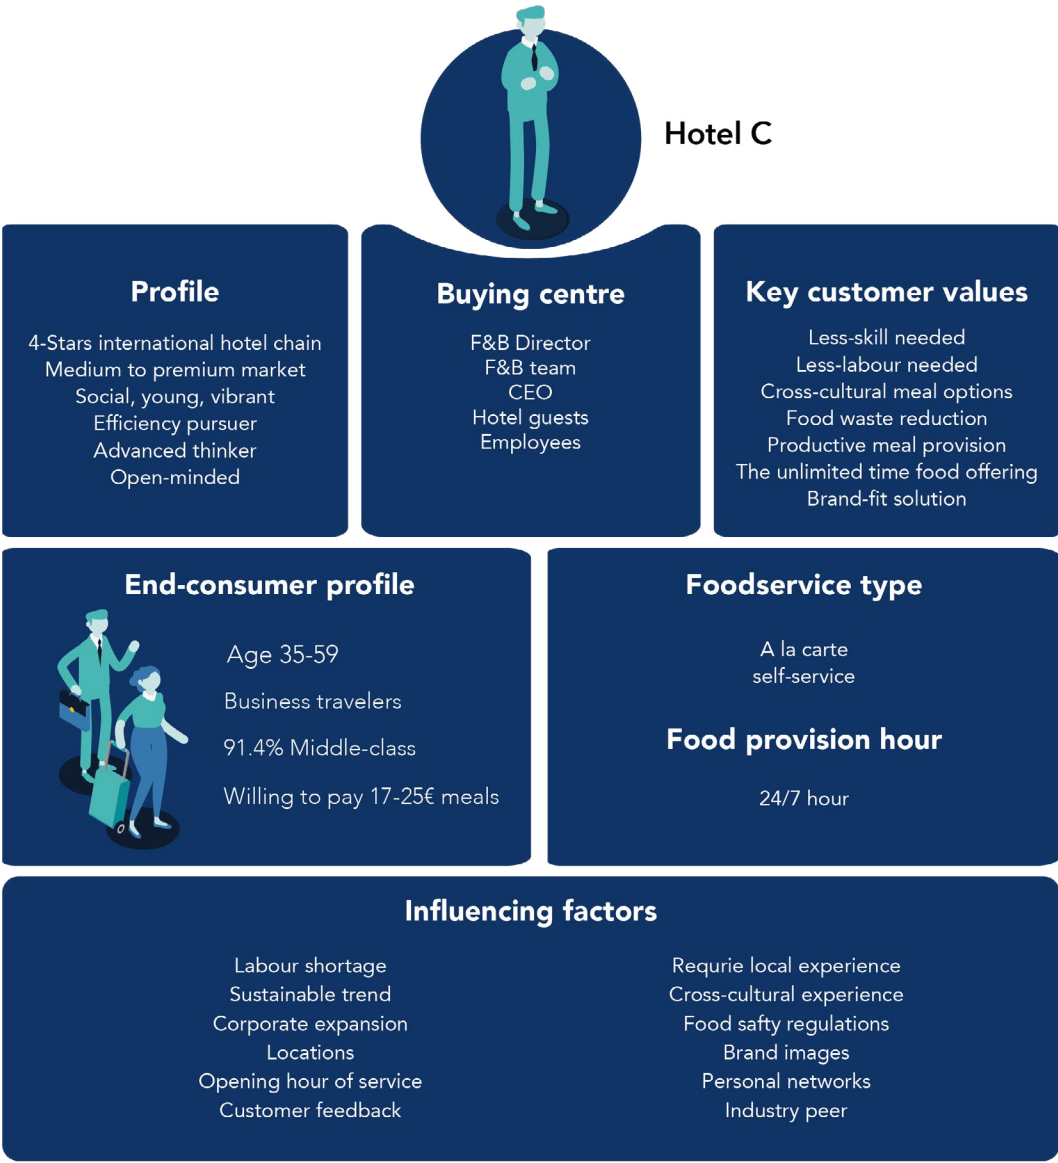 Hotel C
Profile
4-Stars international hotel chain
Medium to premium market
Social, young, vibrant
Efficiency pursuer
Advanced thinker
Open-minded
Buying centre
F&B Director
F&B team
CEO
Hotel guests
Employees
Key customer values
Less-skill needed
Less-labour needed
Cross-cultural meal options
Food waste reduction
Productive meal provision
The unlimited time food offering
Brand-fit solution
End-consumer profile
Age 35-59
Business travelers
91.4% Middle-class
Willing to pay 17-25€ meals
Foodservice type
A la carte
self-service
Food provision hour
24/7 hour
Influencing factors
Labour shortage
Sustainable trend
Corporate expansion
Locations
Opening hour of service
Customer feedback
Requrie local experience
Cross-cultural experience
Food safty regulations
Brand images
Personal networks
Industry peer